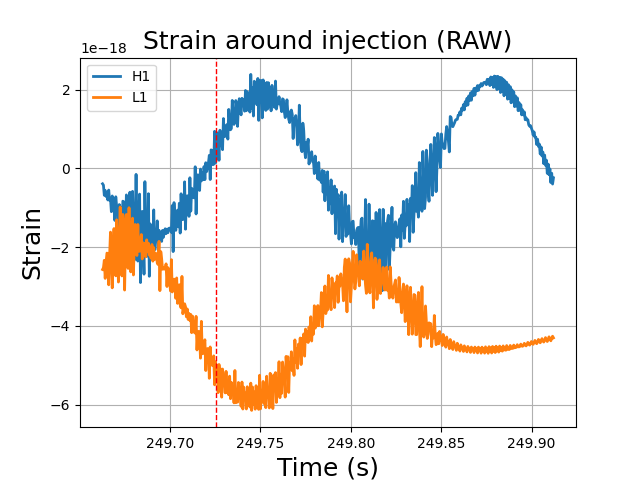 Strain around injection (RAW)
1e−18
H1
L1
2
0
−2
−4
−6
Strain
249.70 249.75 249.80 249.85 249.90
Time (s)